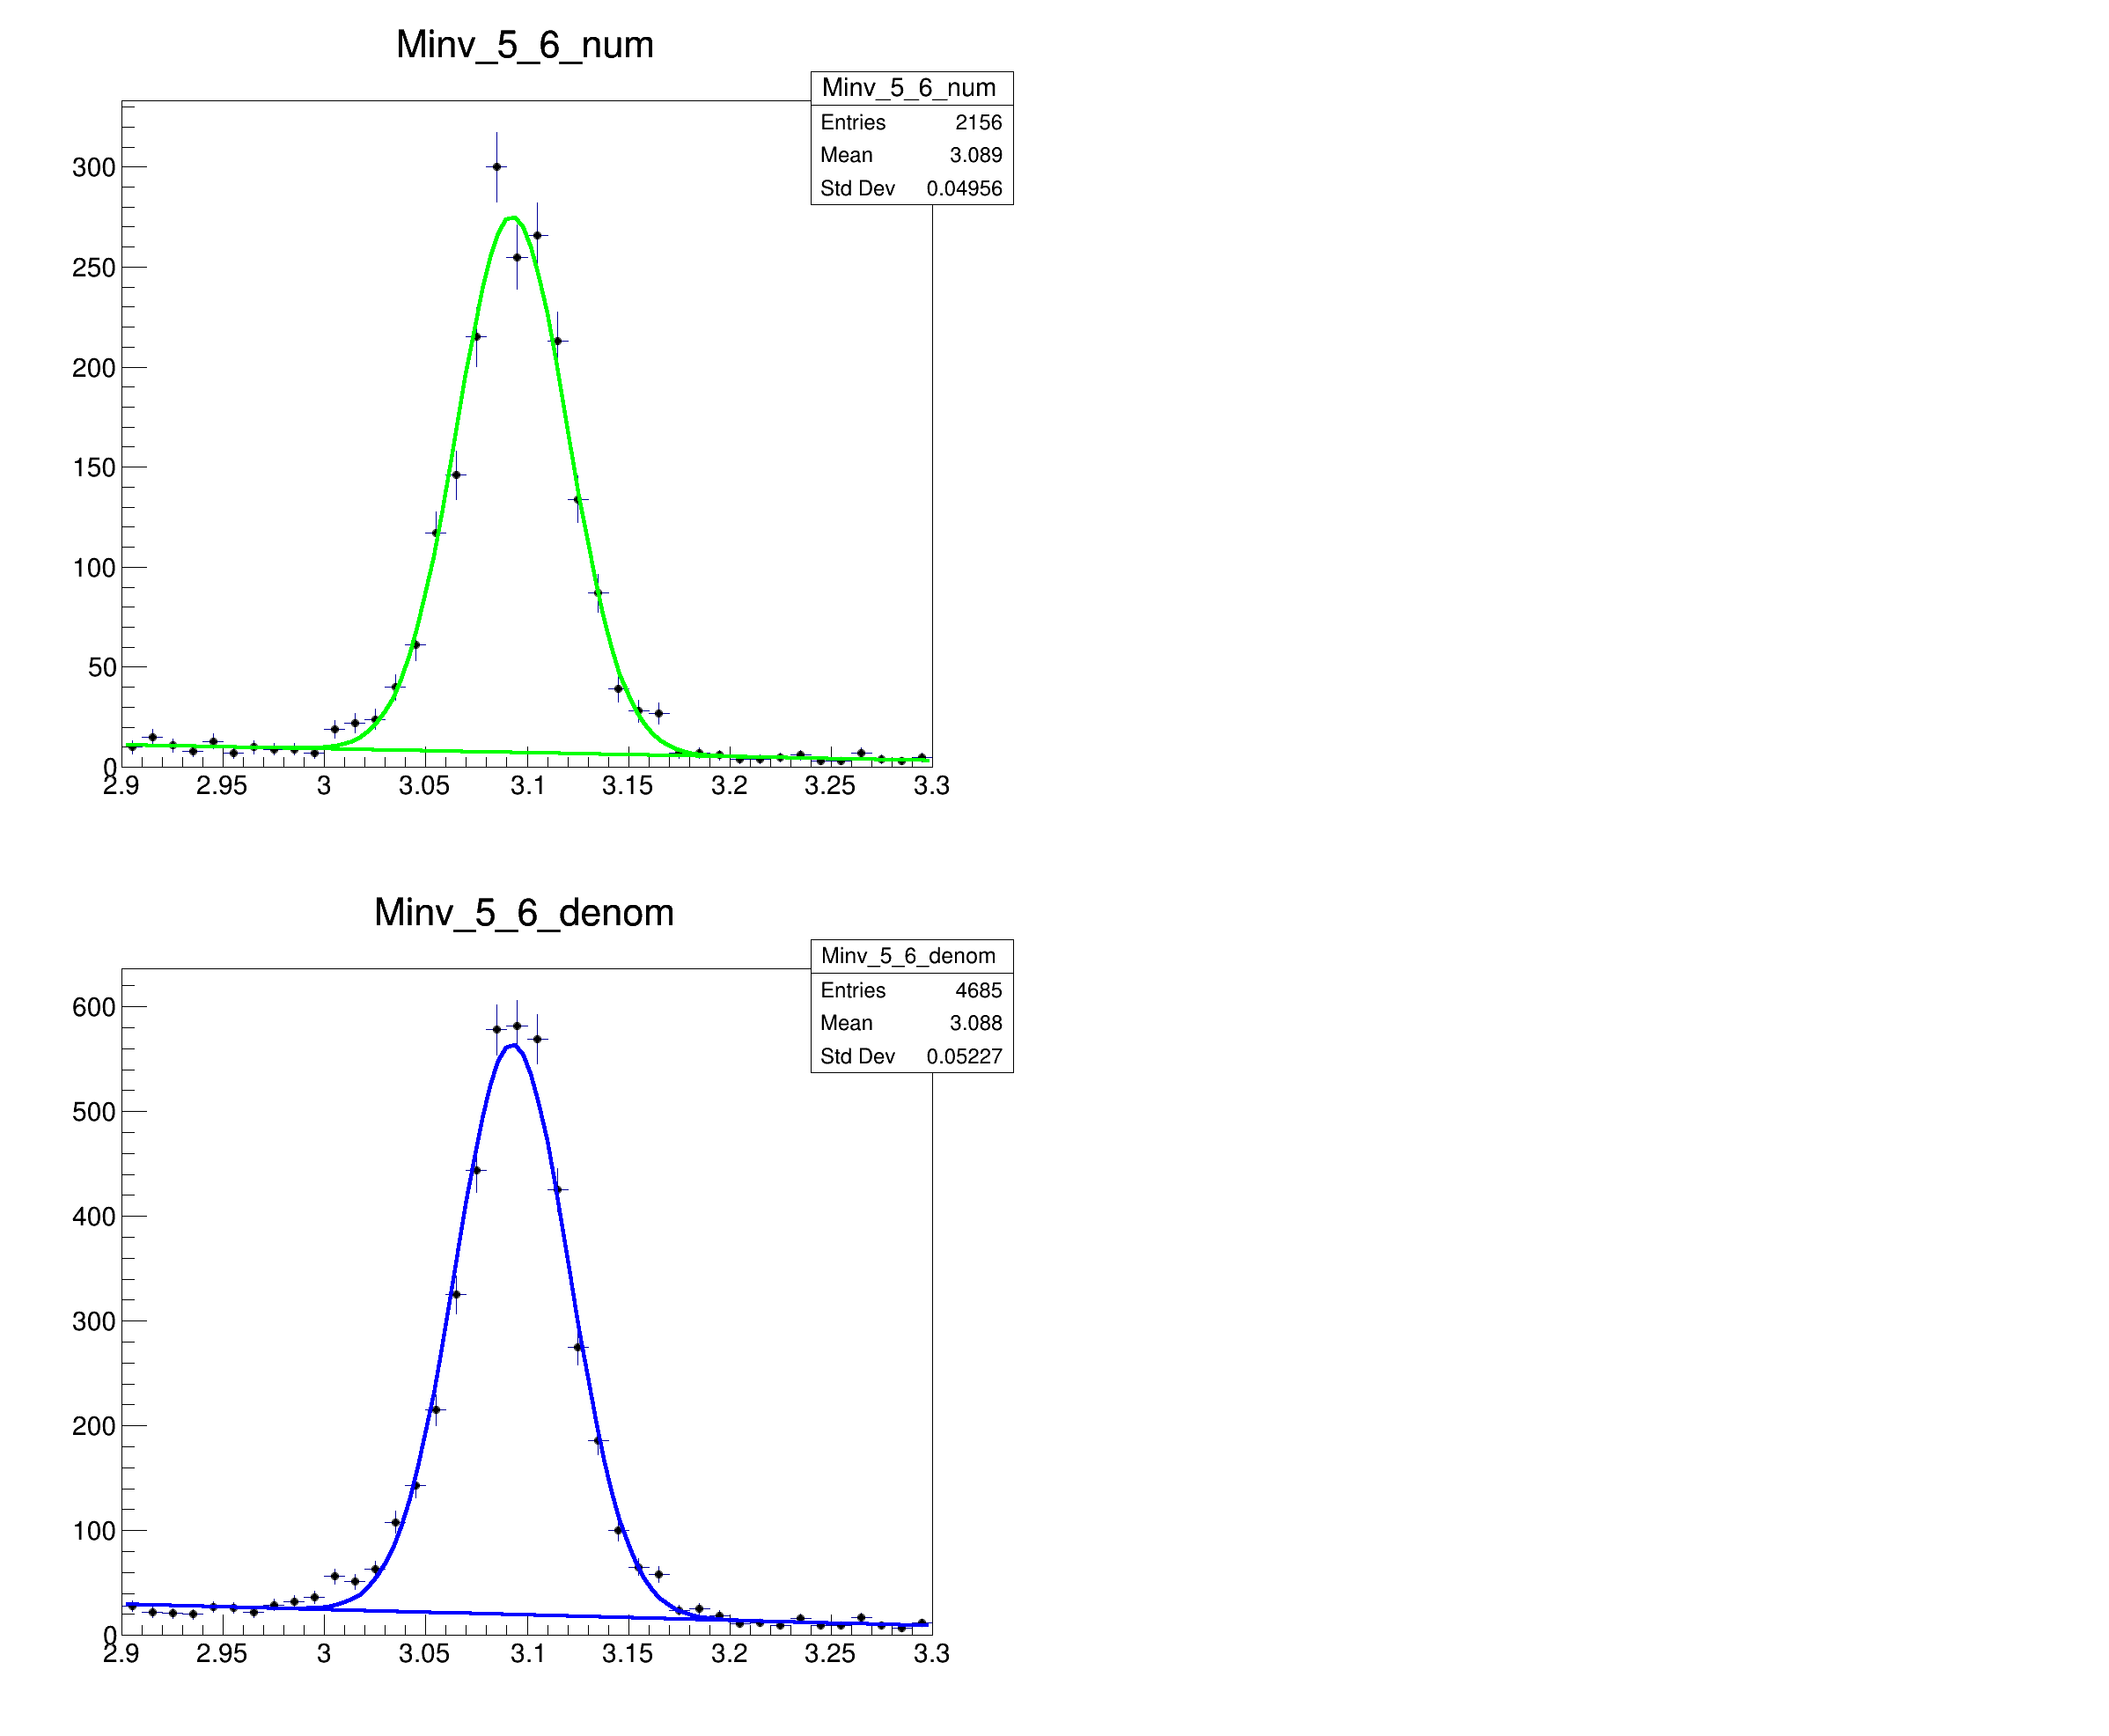 Minv_5_6_num
Minv_5_6_num
Entries 2156
Mean 3.089
Std Dev 0.04956
300
250
200
150
100
50
0
2.9 2.95 3 3.05 3.1 3.15 3.2 3.25 3.3
Minv_5_6_denom
Minv_5_6_denom
Entries 4685
Mean 3.088
Std Dev 0.05227
600
500
400
300
200
100
0
2.9 2.95 3 3.05 3.1 3.15 3.2 3.25 3.3